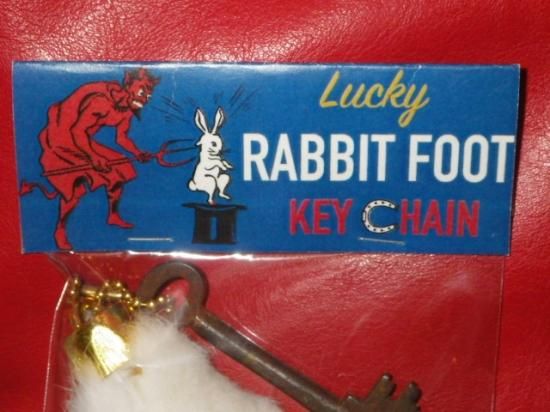 Lucky
RABBIT FOOT
KEY CHAIN